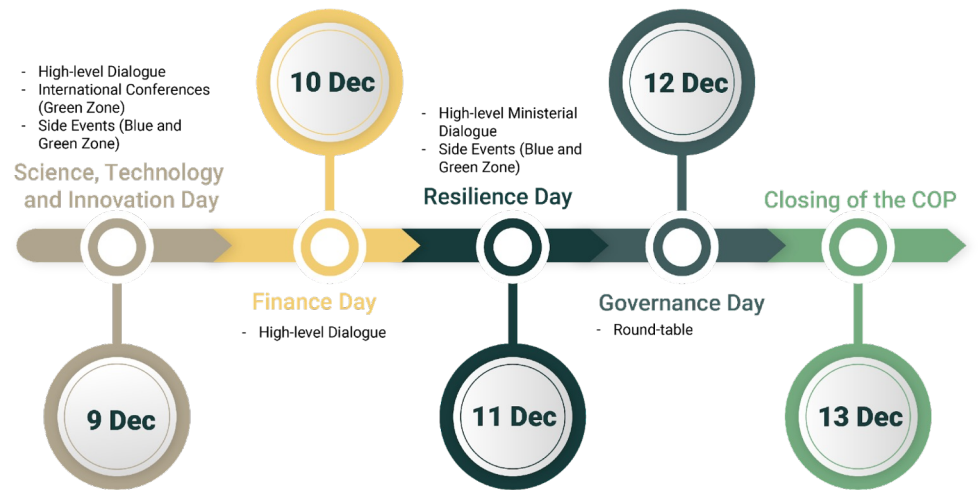 - High-level Dialogue
- International Conferences
(Green Zone)
- Side Events (Blue and
Green Zone)
Science, Technology
and Innovation Day
9 Dec
10 Dec
Finance Day
- High-level Dialogue
- High-level Ministerial
Dialogue
- Side Events (Blue and
Green Zone)
Resilience Day
11 Dec
12 Dec
Governance Day
- Round-table
Closing of the COP
13 Dec